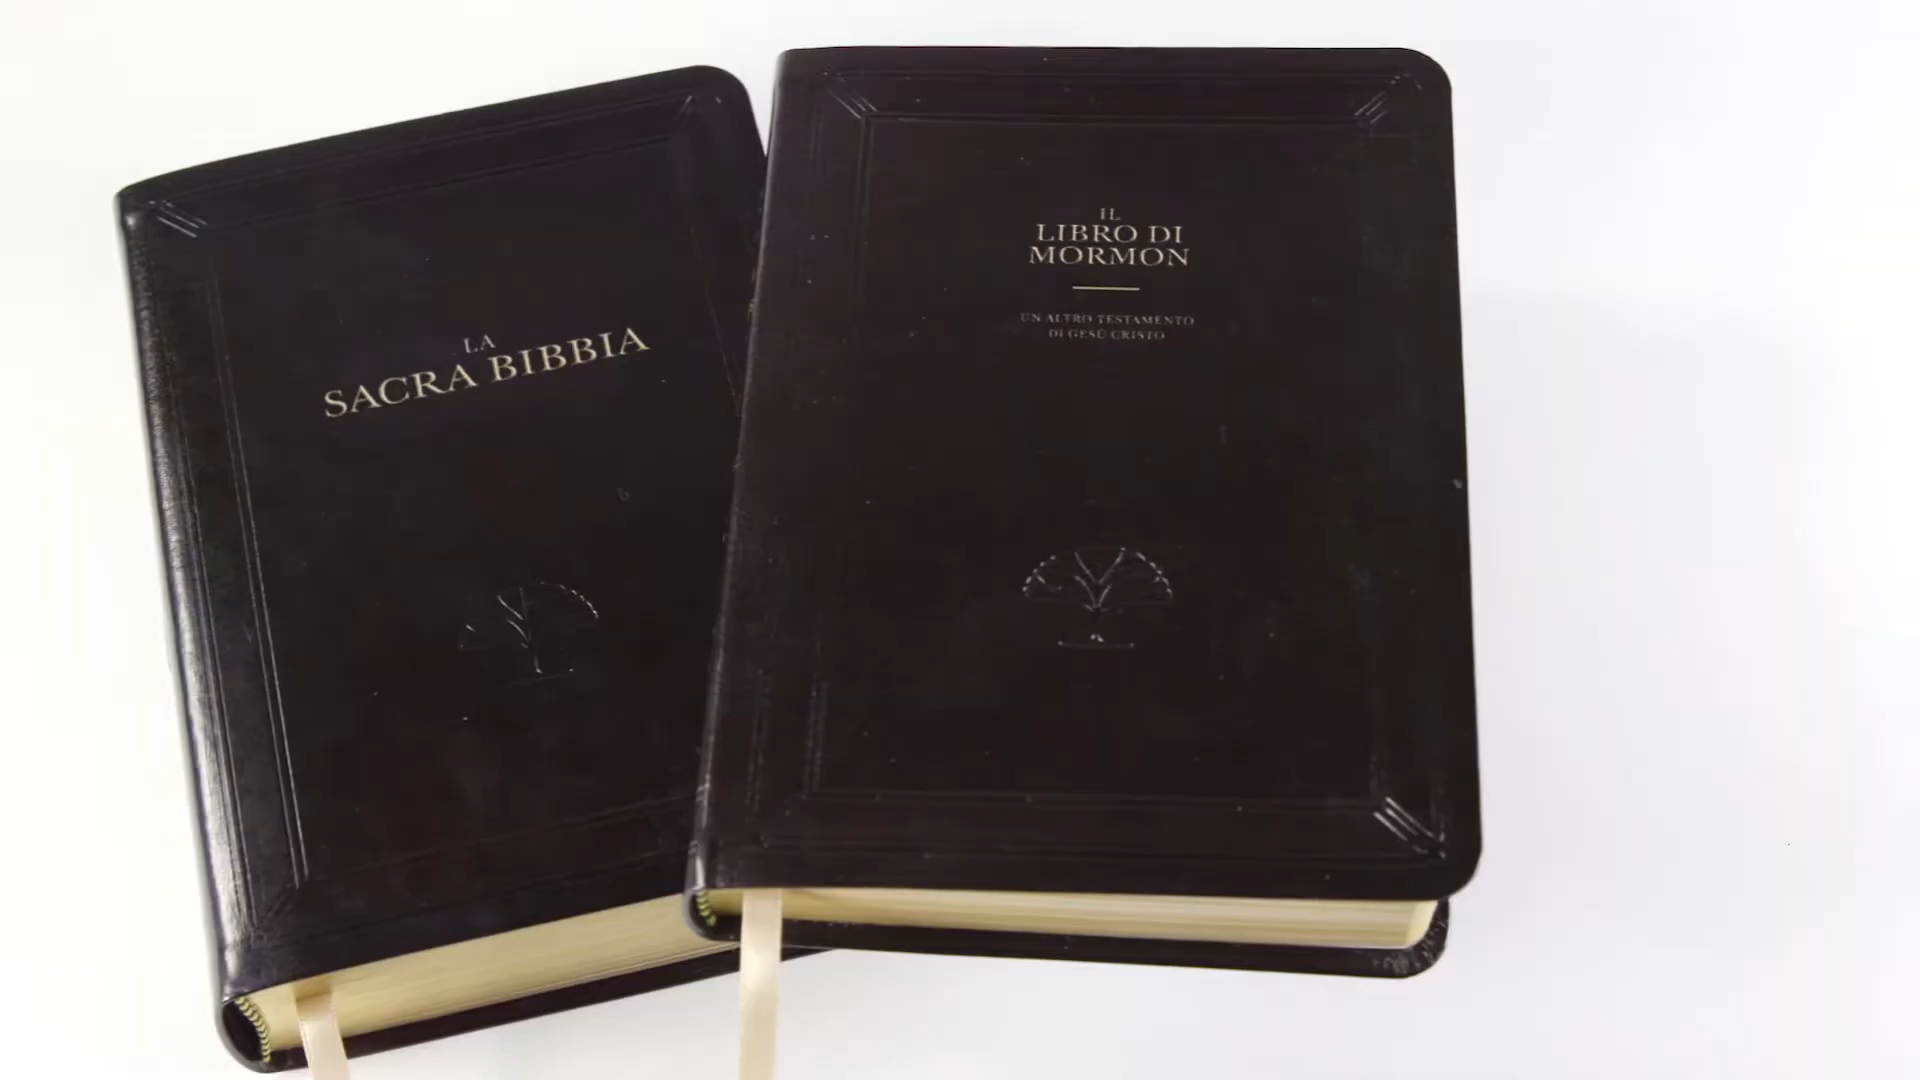 LA
SACRA BIBBIA
IL
LIBRO DI
MORMON
UN ALTRO TESTAMENTO
DI GESÙ CRISTO